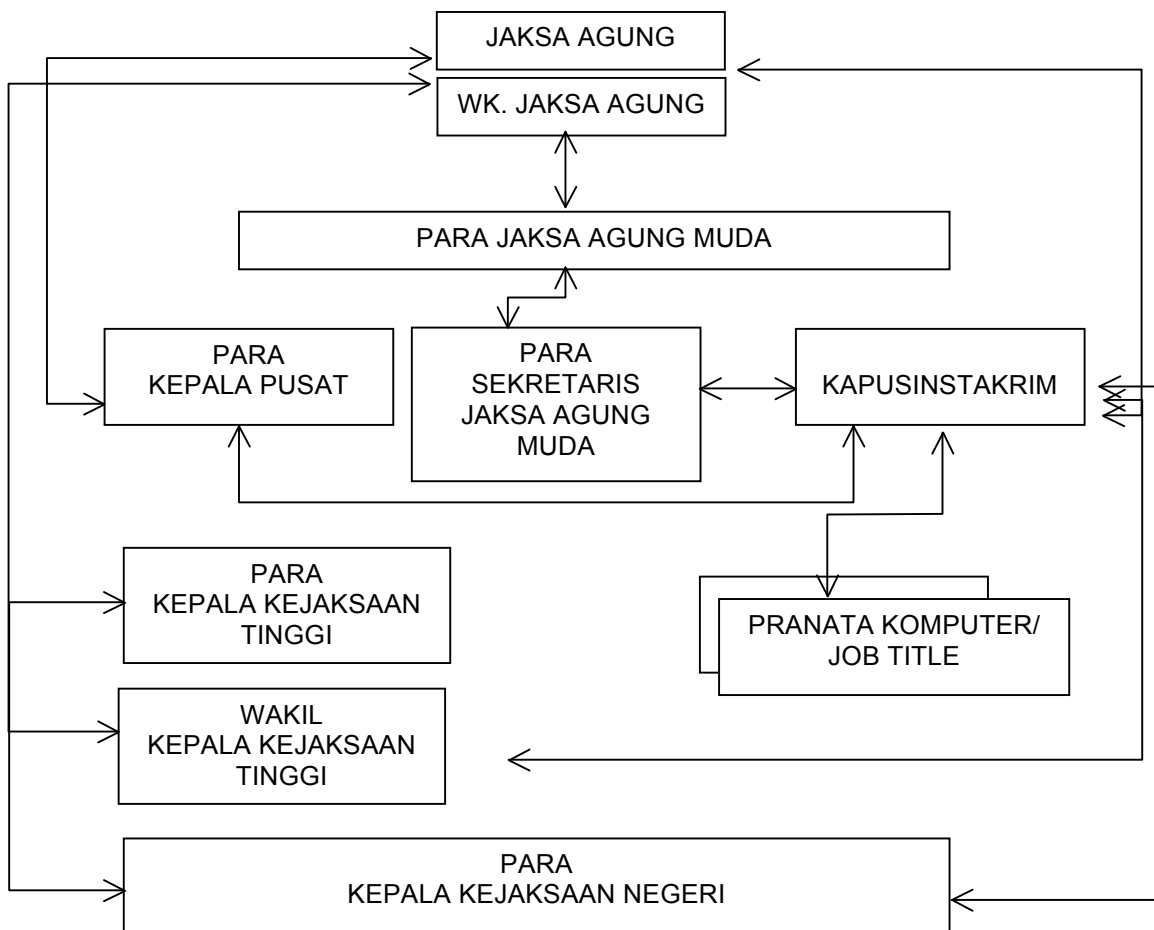 JAKSA AGUNG
WK. JAKSA AGUNG
PARA JAKSA AGUNG MUDA
PARA
KEPALA PUSAT
PARA
SEKRETARIS
JAKSA AGUNG
MUDA
KAPUSINSTAKRIM
PARA
KEPALA KEJAKSAAN
TINGGI
PRANATA KOMPUTER/
JOB TITLE
WAKIL
KEPALA KEJAKSAAN
TINGGI
PARA
KEPALA KEJAKSAAN NEGERI